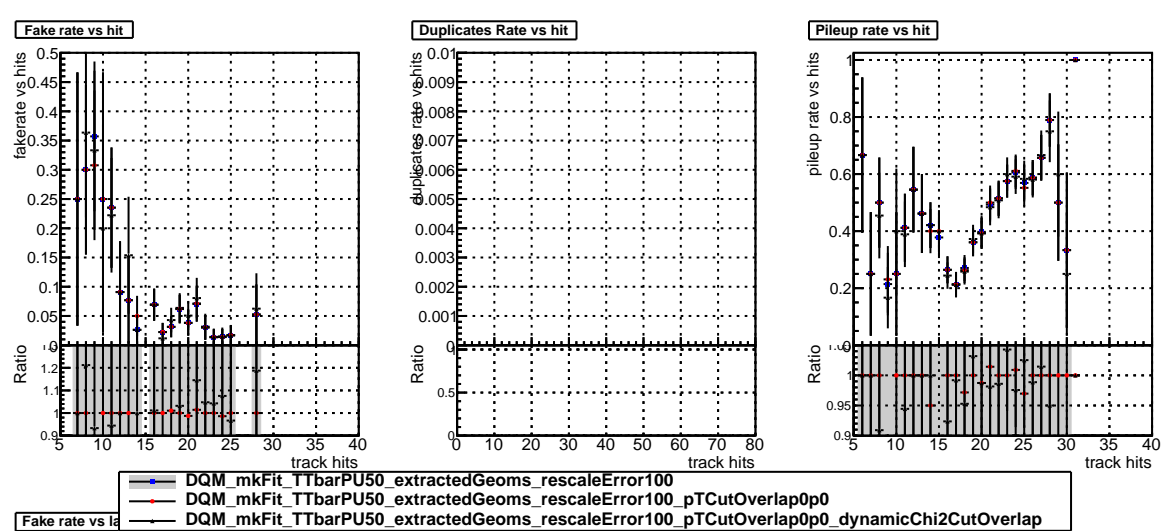 Fake rate vs hit
Duplicates Rate vs hit
Pileup rate vs hit
fakerate vs hits
0.5
0.45
0.4
0.35
0.3
0.25
0.2
0.15
0.1
0.05
0
Ratio
1.2
1.1
1
0.9
5 10 15 20 25 30 35 40
track hits
duplicates rate vs hits
0.01
0.009
0.008
0.007
0.006
0.005
0.004
0.003
0.002
0.001
0
Ratio
1
0.5
0
0 10 20 30 40 50 60 70 80
track hits
pileup rate vs hits
1
0.8
0.6
0.4
0.2
Ratio
1
0.95
0.9
5 10 15 20 25 30 35 40
track hits
DQM_mkFit_TTbarPU50_extractedGeoms_rescaleError100
DQM_mkFit_TTbarPU50_extractedGeoms_rescaleError100_pTCutOverlap0p0
DQM_mkFit_TTbarPU50_extractedGeoms_rescaleError100_pTCutOverlap0p0_dynamicChi2CutOverlap
Fake rate vs la